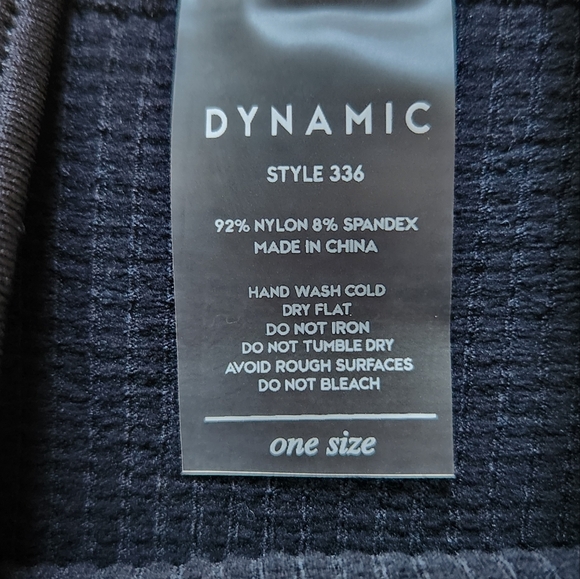 DYNAMIC
STYLE 336
92% NYLON 8% SPANDEX
MADE IN CHINA
HAND WASH COLD
DRY FLAT
DO NOT IRON
DO NOT TUMBLE DRY
AVOID ROUGH SURFACES
DO NOT BLEACH
one size